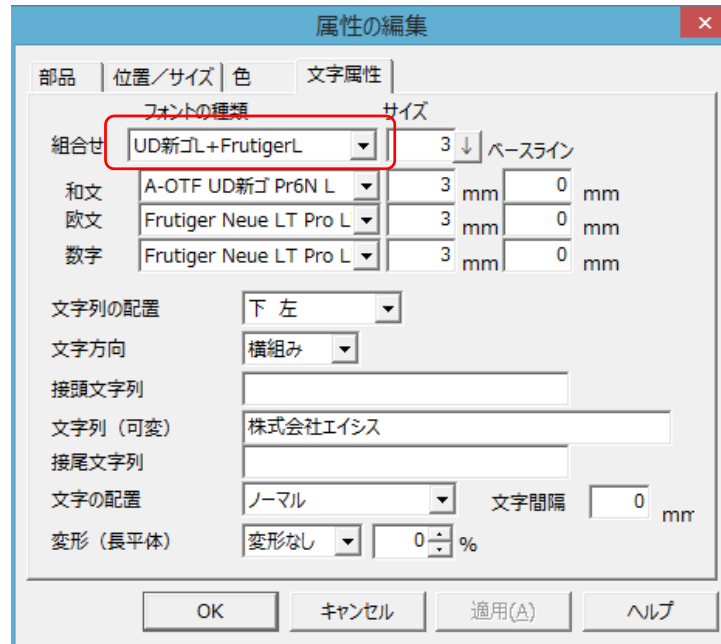 属性の編集 ×
部品 位置／サイズ 色 文字属性
フォントの種類 サイズ
組合せ UD新ゴL+FrutigerL 3 ↓ ベースライン
和文 A-OTF UD新ゴ Pr6N L 3 mm 0 mm
欧文 Frutiger Neue LT Pro L 3 mm 0 mm
数字 Frutiger Neue LT Pro L 3 mm 0 mm
文字列の配置 下 左
文字方向 横組み
接頭文字列
文字列（可変） 株式会社エイシス
接尾文字列
文字の配置 ノーマル 文字間隔 0 mm
変形（長平体） 変形なし 0 %
OK キャンセル 適用(A) ヘルプ